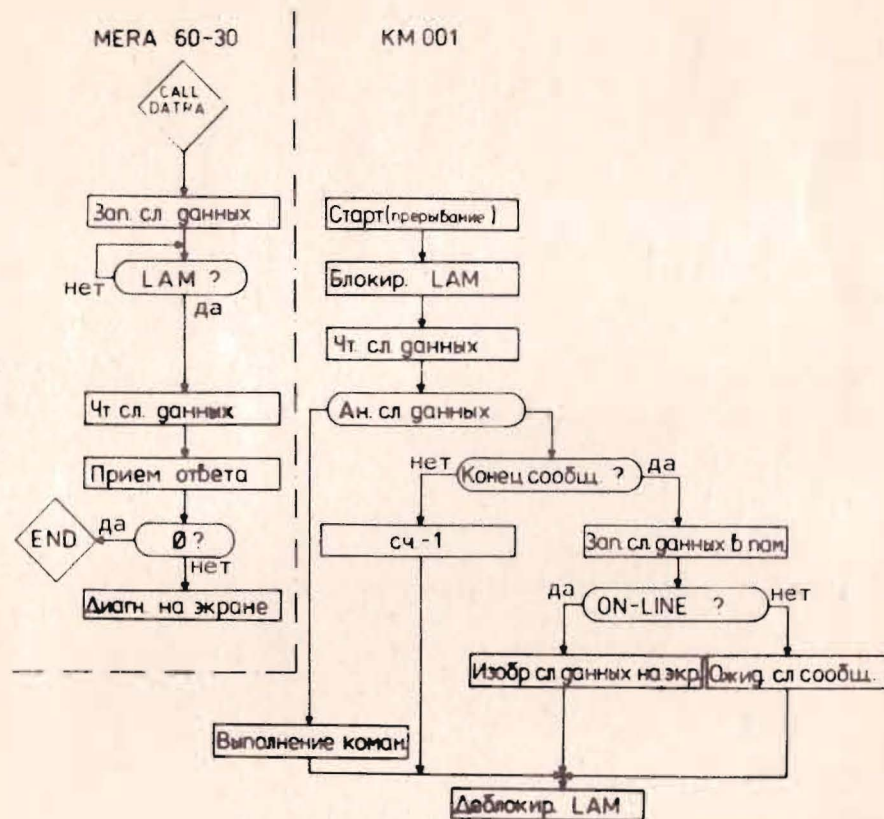 MERA 60-30
KM 001
CALL
DATRA
Зап. сл данных
LAM ?
нет
да
Чт сл. данных
Прием ответа
да
END
Ø ?
нет
Диагн. на экране
Старт(прерывание)
Блокир. LAM
Чт. сл. данных
Ан. сл данных
нет
Конец сообщ. ?
да
сч.-1
Зап. сл. данных в пам.
да
ON-LINE ?
нет
Изобр сл данных на экр.
Ожид. сл сообщ.
Выполнение коман.
Деблокир. LAM